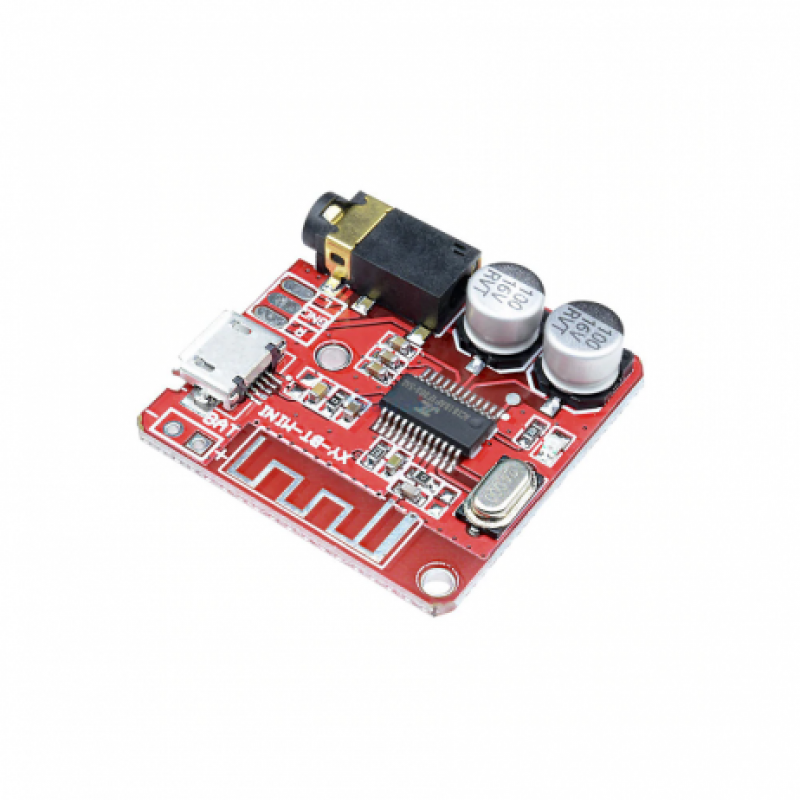 100
16V
RVT
100
16V
RVT
L
GND
R
BAT
+
XY-BT-MINI